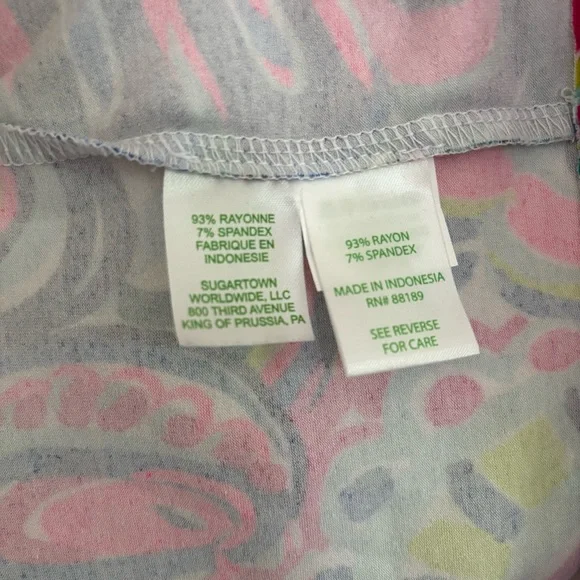 93% RAYONNE
7% SPANDEX
FABRIQUE EN
INDONESIE
SUGARTOWN
WORLDWIDE, LLC
800 THIRD AVENUE
KING OF PRUSSIA, PA
93% RAYON
7% SPANDEX
MADE IN INDONESIA
RN# 88189
SEE REVERSE
FOR CARE